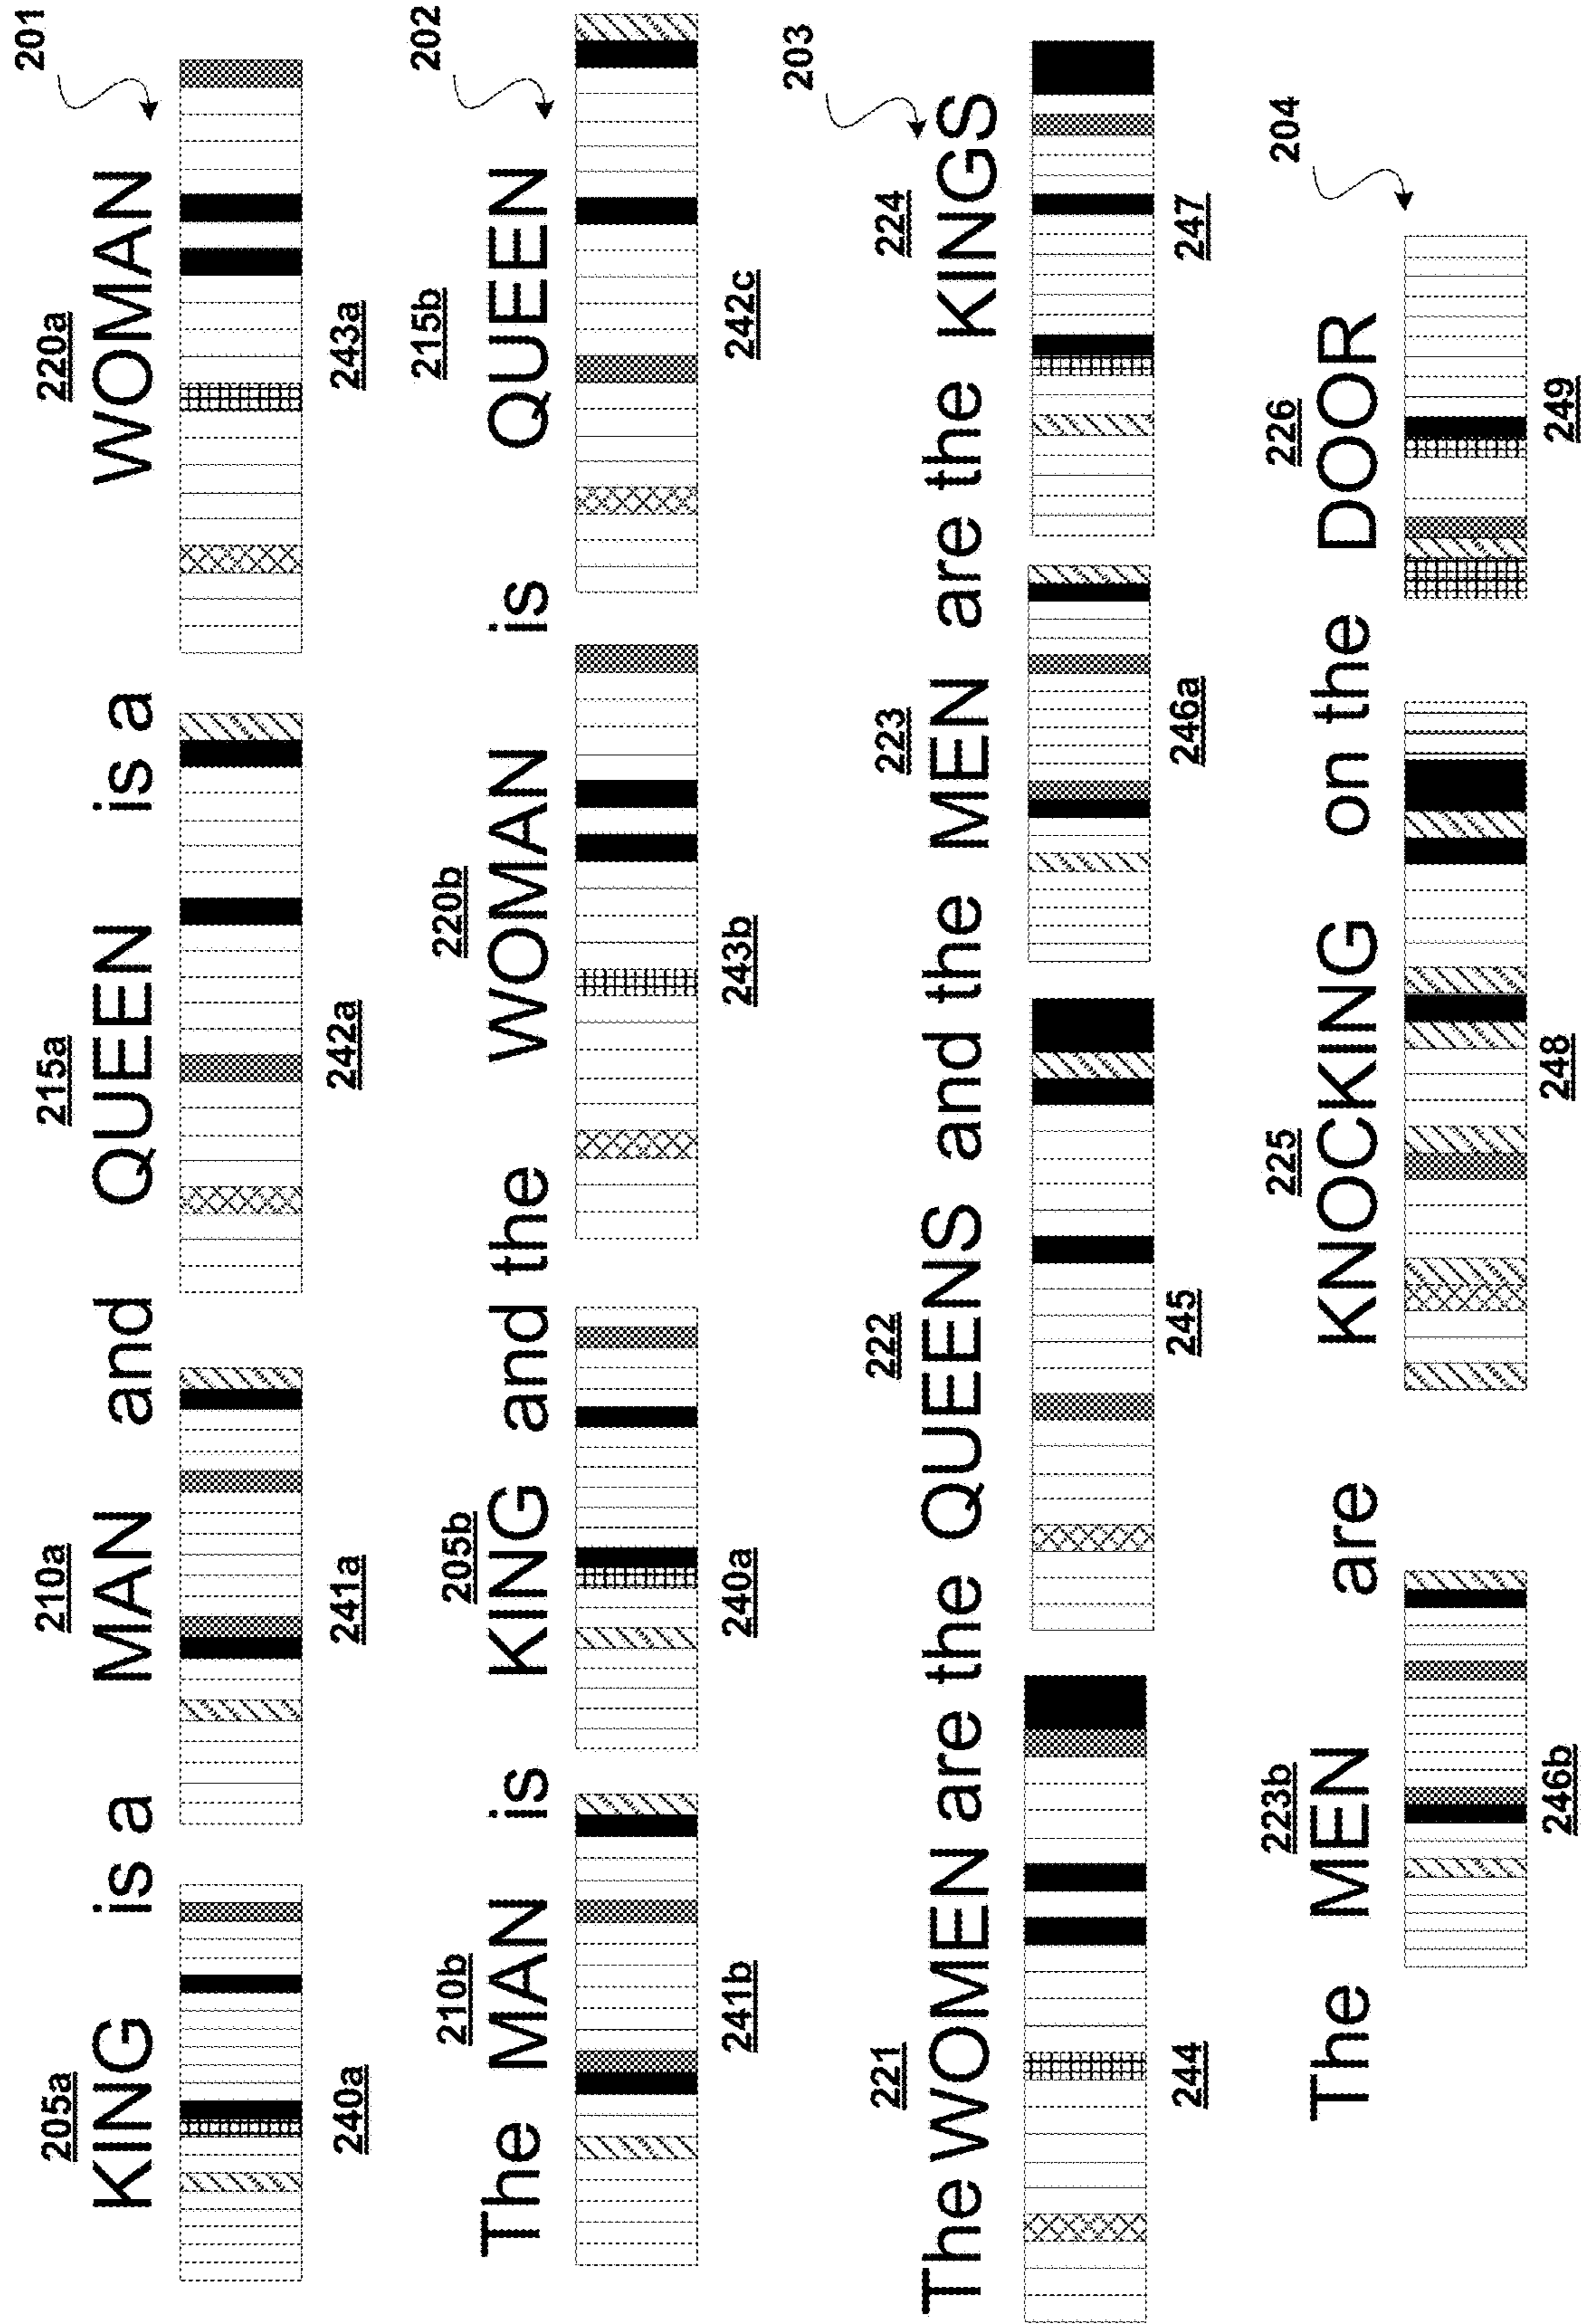 201
205a 210a 215a 220a
KING is a MAN and QUEEN is a WOMAN
240a 241a 242a 243a
202
210b 205b 220b 215b
The MAN is KING and the WOMAN is QUEEN
241b 240a 243b 242c
203
221 222 223 224
The WOMEN are the QUEENS and the MEN are the KINGS
244 245 246a 247
204
223b 225 226
The MEN are KNOCKING on the DOOR
246b 248 249